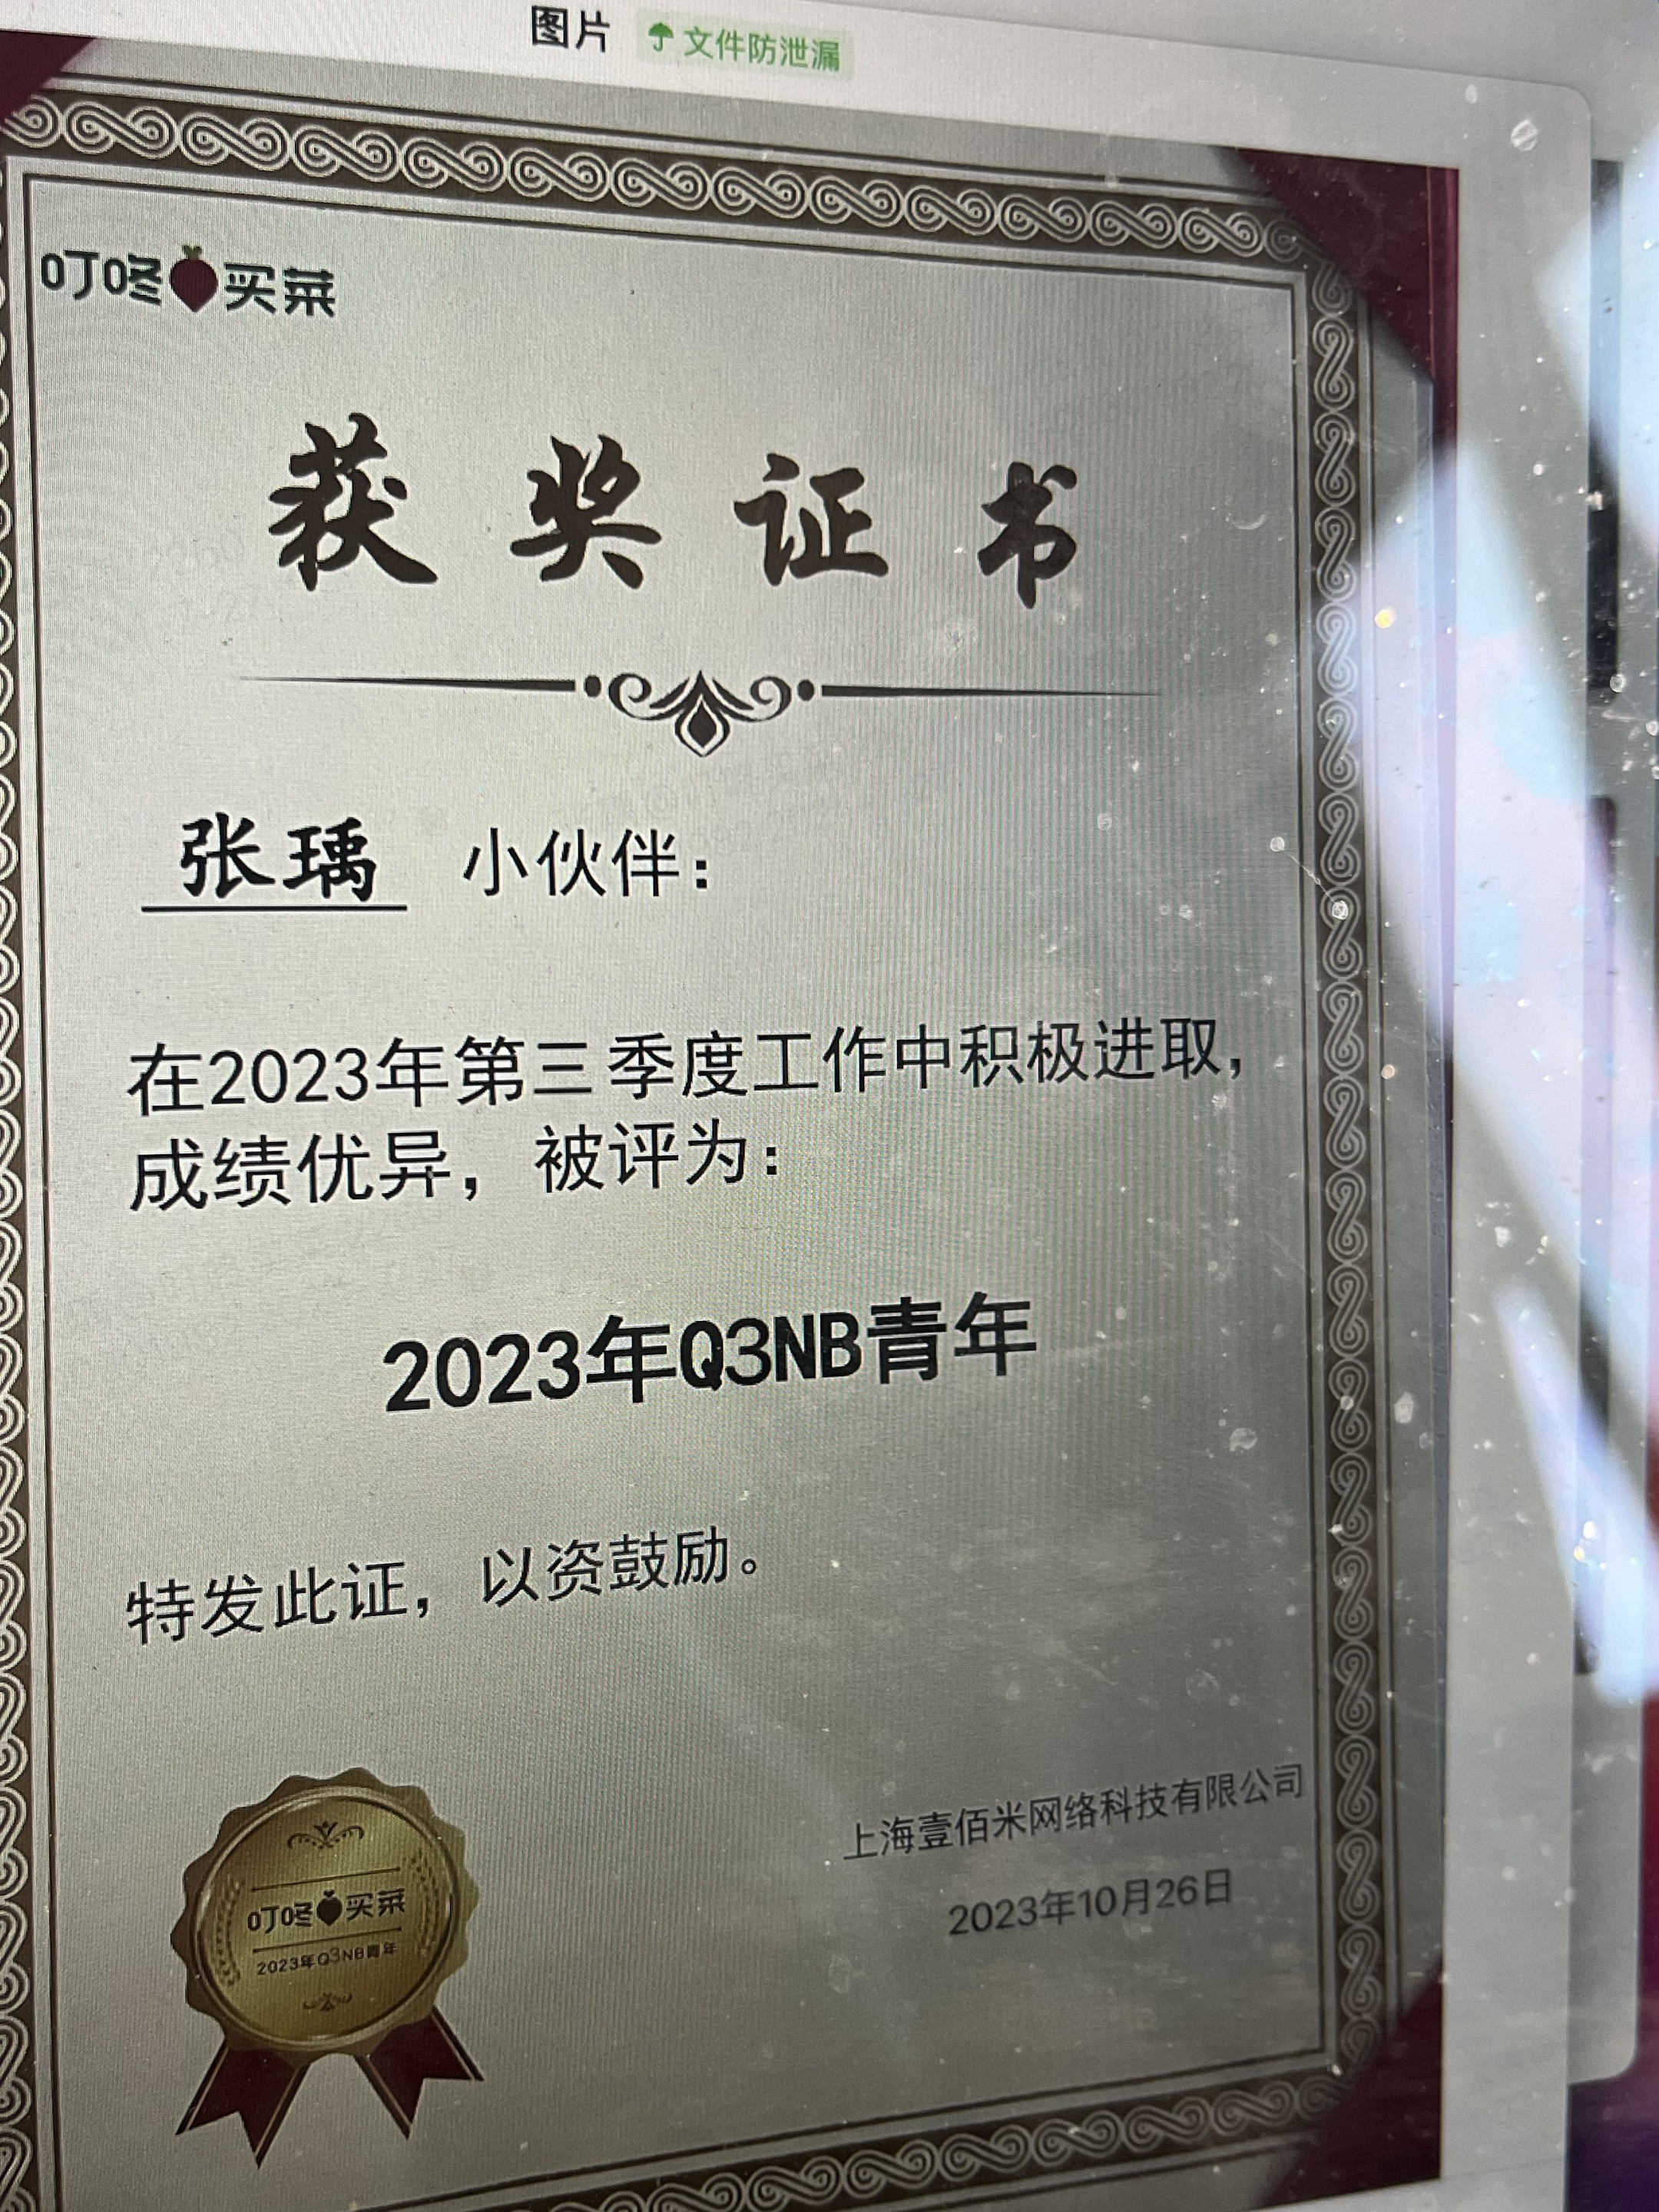 图片 文件防泄漏
叮咚买菜
获奖证书
张瑀 小伙伴:
在2023年第三季度工作中积极进取,
成绩优异,被评为:
2023年Q3NB青年
特发此证,以资鼓励。
叮咚买菜
2023年Q3NB青年
上海壹佰米网络科技有限公司
2023年10月26日